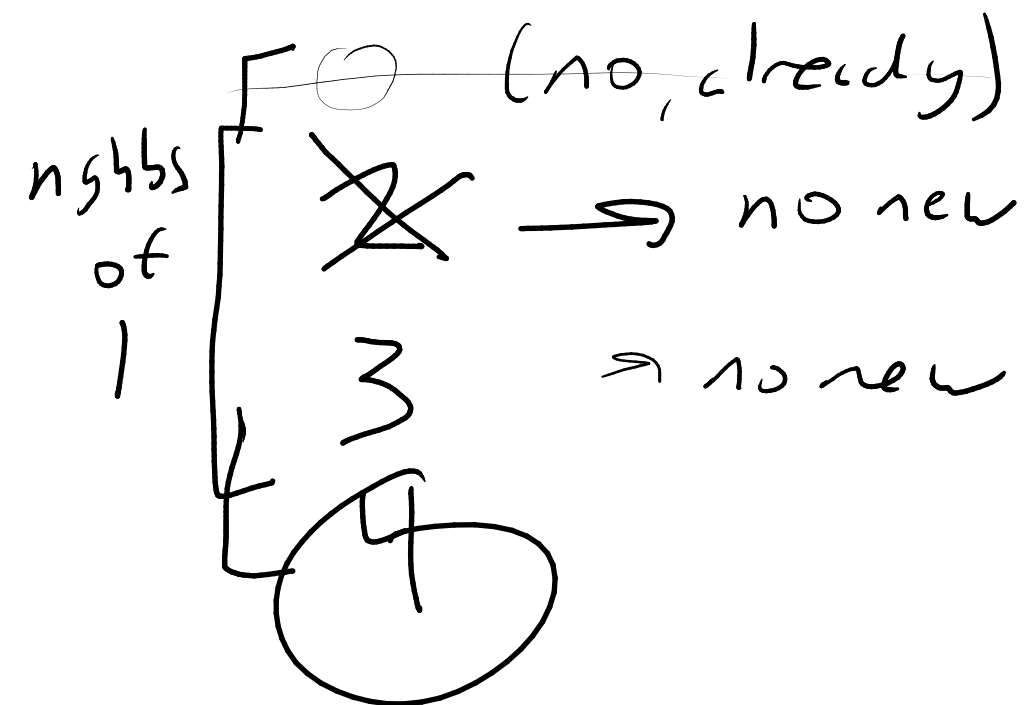 0 (no, already)
2 → no new
nghbs
of
1
3 → no new
4